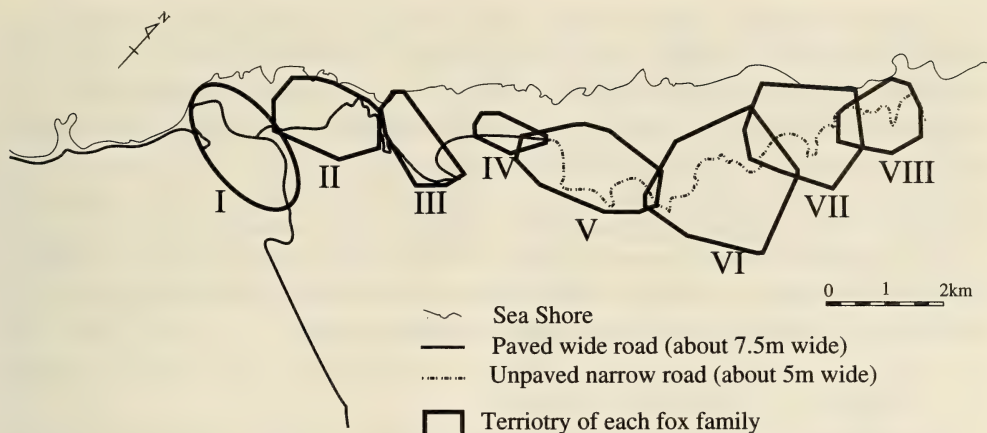 N
I
II
III
IV
V
VI
VII
VIII
0 1 2km
Sea Shore
Paved wide road (about 7.5m wide)
Unpaved narrow road (about 5m wide)
Terriotry of each fox family